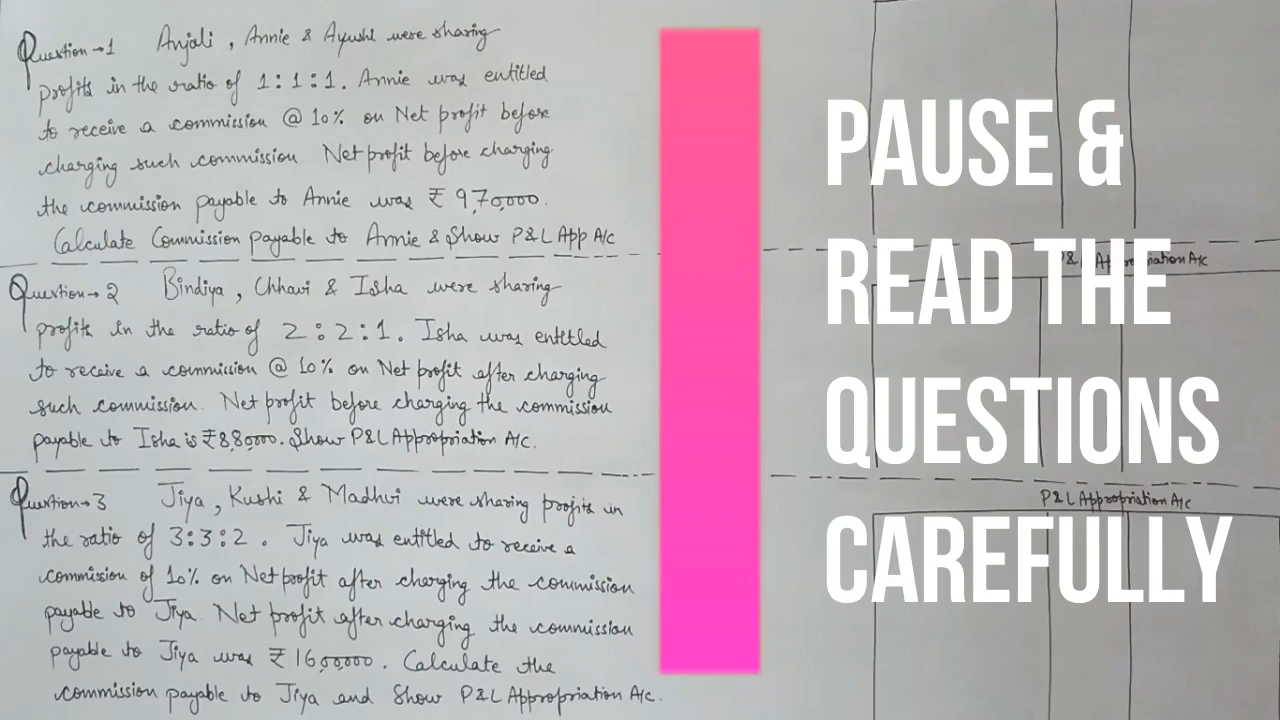 Question → 1 Anjali, Annie & Ayushi were sharing
profits in the ratio of 1:1:1. Annie was entitled
to receive a commission @ 10% on Net profit before
charging such commission Net profit before charging
the commission payable to Annie was ₹ 9,70,000.
Calculate Commission payable to Annie & Show P&L App A/c
Question → 2 Bindiya, Chhavi & Isha were sharing
profits in the ratio of 2:2:1. Isha was entitled
to receive a commission @ 10% on Net profit after charging
such commission. Net profit before charging the commission
payable to Isha is ₹8,80,000. Show P&L Appropriation A/c.
Question → 3 Jiya, Kushi & Madhvi were sharing profits in
the ratio of 3:3:2. Jiya was entitled to receive a
commission of 10% on Net profit after charging the commission
payable to Jiya. Net profit after charging the commission
payable to Jiya was ₹ 16,00,000. Calculate the
commission payable to Jiya and Show P&L Appropriation A/c.
PAUSE &
READ THE
QUESTIONS
CAREFULLY
P&L Appropriation A/c
P&L Appropriation A/c